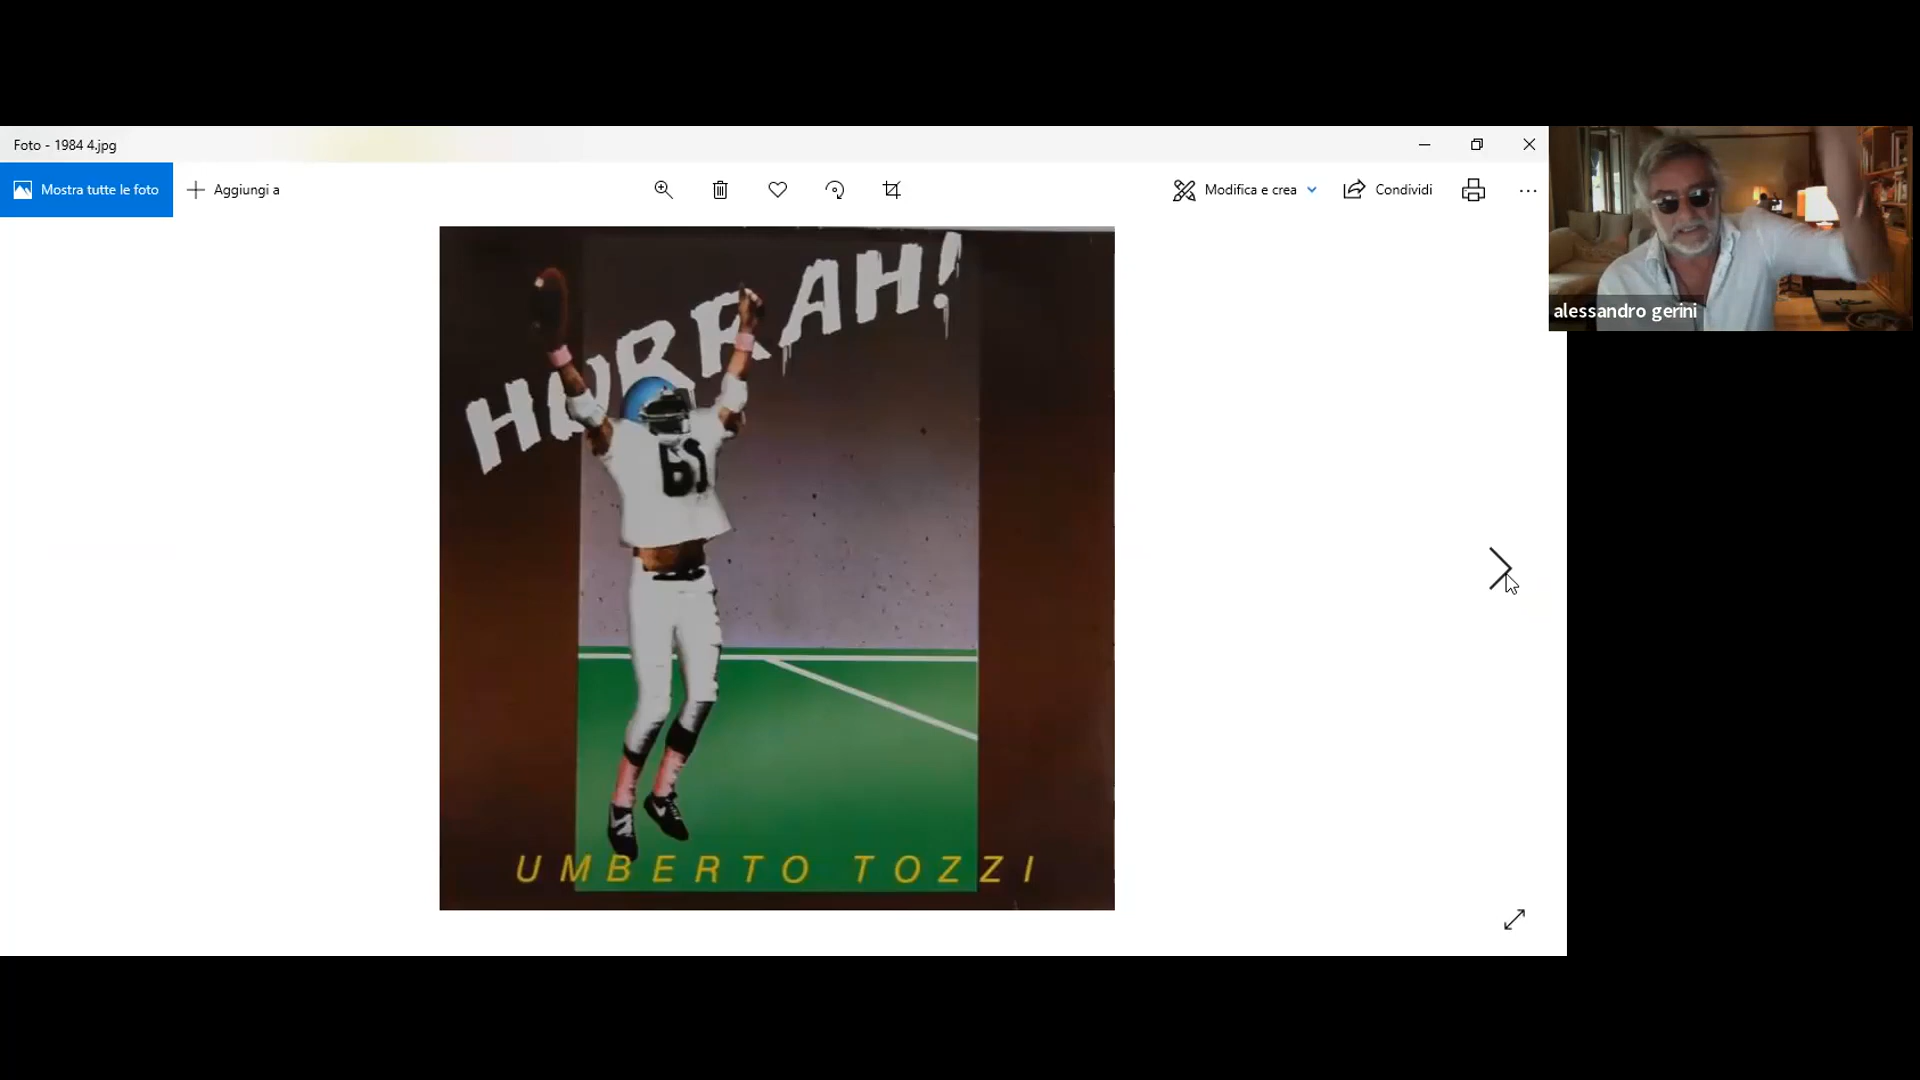 Foto - 1984 4.jpg
Mostra tutte le foto
Aggiungi a
Modifica e crea
Condividi
alessandro gerini
HURRAH!
61
UMBERTO TOZZI